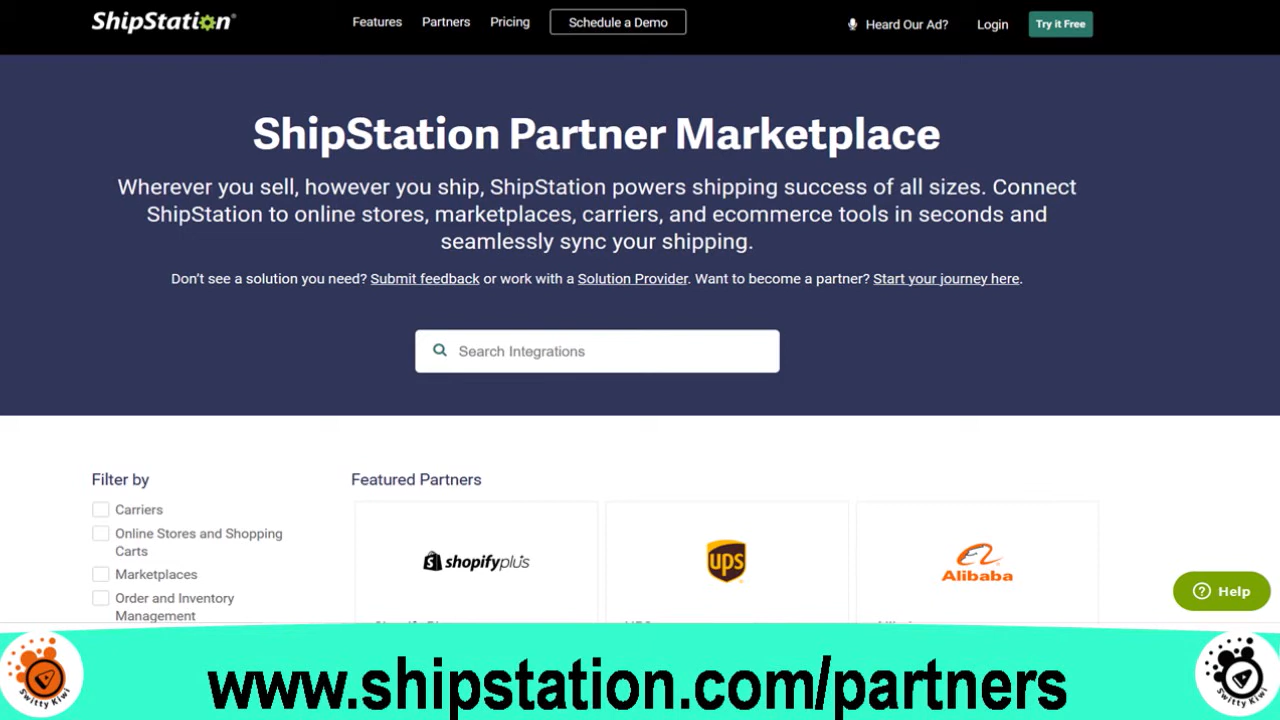 ShipStation
Features Partners Pricing Schedule a Demo Heard Our Ad? Login Try it Free
ShipStation Partner Marketplace
Wherever you sell, however you ship, ShipStation powers shipping success of all sizes. Connect
ShipStation to online stores, marketplaces, carriers, and ecommerce tools in seconds and
seamlessly sync your shipping.
Don't see a solution you need? Submit feedback or work with a Solution Provider. Want to become a partner? Start your journey here.
Search Integrations
Filter by
Carriers
Online Stores and Shopping
Carts
Marketplaces
Order and Inventory
Management
Featured Partners
shopifyplus
ups
Alibaba
Help
www.shipstation.com/partners
Switty Kiwi
Switty Kiwi